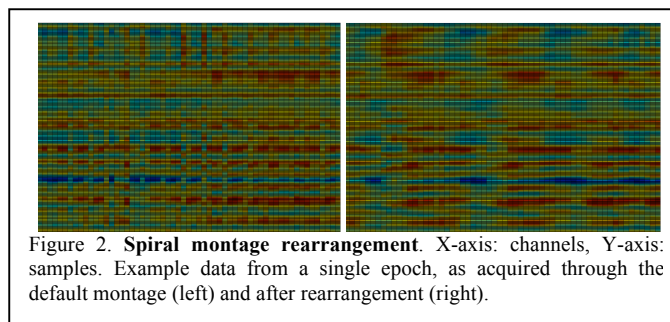 Figure 2. Spiral montage rearrangement. X-axis: channels, Y-axis:
samples. Example data from a single epoch, as acquired through the
default montage (left) and after rearrangement (right).